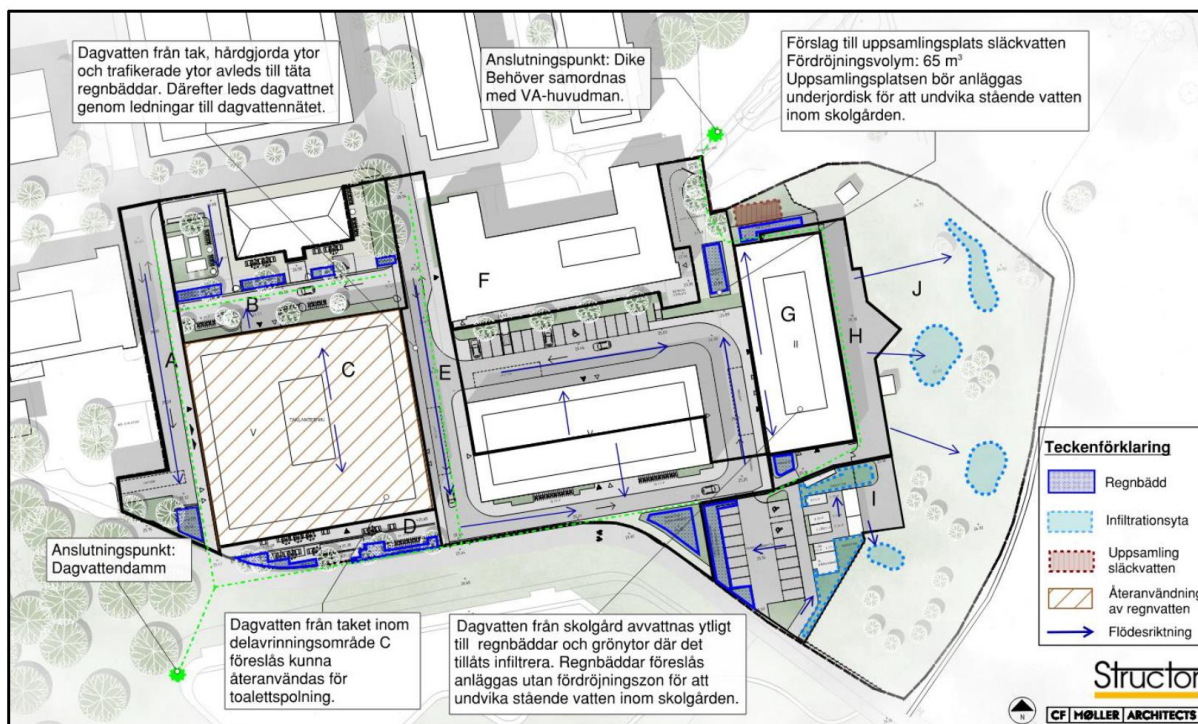 Dagvatten från tak, hårdgjorda ytor
och trafikerade ytor avleds till täta
regnbäddar. Därefter leds dagvattnet
genom ledningar till dagvattennätet.
Anslutningspunkt: Dike
Behöver samordnas
med VA-huvudman.
Förslag till uppsamlingsplats släckvatten
Fördröjningsvolym: 65 m³
Uppsamlingsplatsen bör anläggas
underjordisk för att undvika stående vatten
inom skolgården.
A
B
C
D
E
F
G
H
I
J
II
V
Anslutningspunkt:
Dagvattendamm
Dagvatten från taket inom
delavrinningsområde C
föreslås kunna
återanvändas för
toalettspolning.
Dagvatten från skolgård avvattnas ytligt
till regnbäddar och grönytor där det
tillåts infiltrera. Regnbäddar föreslås
anläggas utan fördröjningszon för att
undvika stående vatten inom skolgården.
Teckenförklaring
Regnbädd
Infiltrationsyta
Uppsamling
släckvatten
Återanvändning
av regnvatten
Flödesriktning
Structor
N
CF MØLLER ARCHITECTS